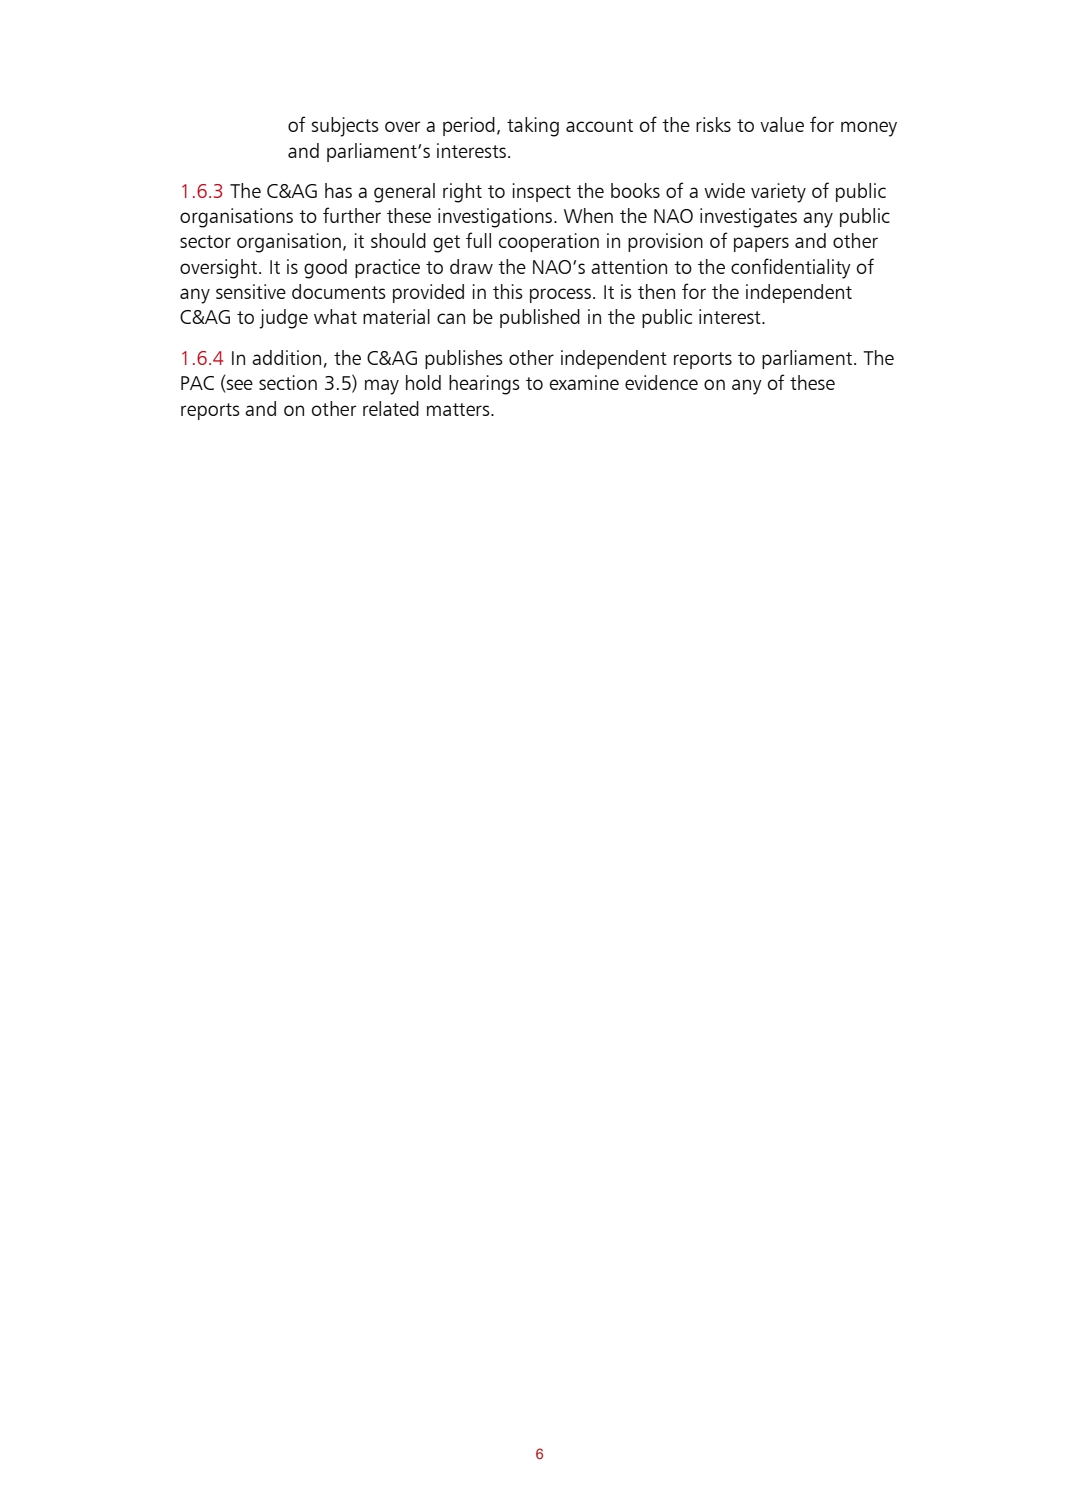 of subjects over a period, taking account of the risks to value for money
and parliament’s interests.
1.6.3 The C&AG has a general right to inspect the books of a wide variety of public
organisations to further these investigations. When the NAO investigates any public
sector organisation, it should get full cooperation in provision of papers and other
oversight. It is good practice to draw the NAO’s attention to the confidentiality of
any sensitive documents provided in this process. It is then for the independent
C&AG to judge what material can be published in the public interest.
1.6.4 In addition, the C&AG publishes other independent reports to parliament. The
PAC (see section 3.5) may hold hearings to examine evidence on any of these
reports and on other related matters.
6